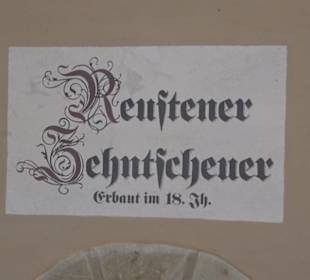 Reuſtener
Zehntſcheuer
Erbaut im 18. Jh.